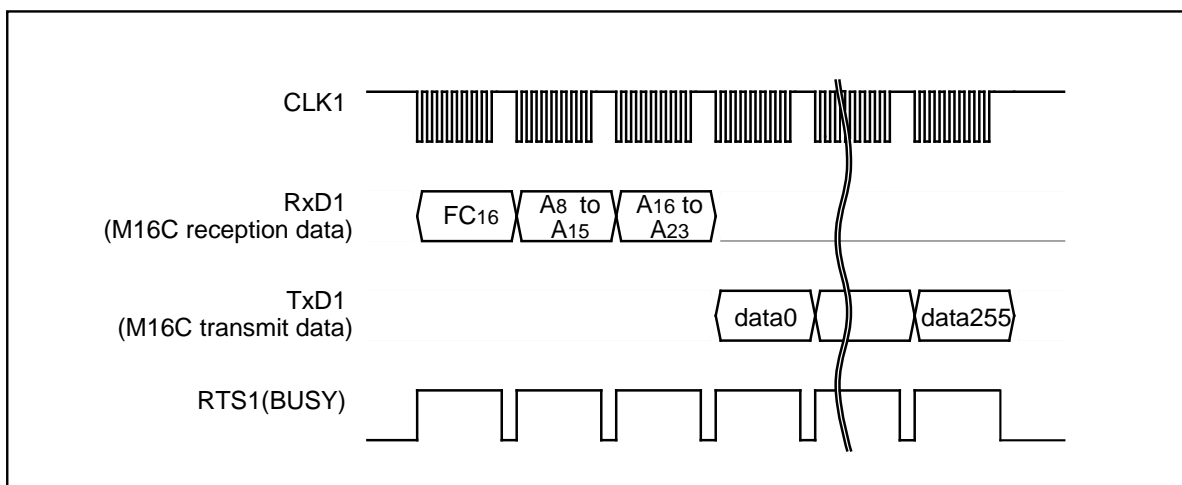 CLK1
RxD1
(M16C reception data)
FC16
A8 to
A15
A16 to
A23
TxD1
(M16C transmit data)
data0
data255
RTS1(BUSY)